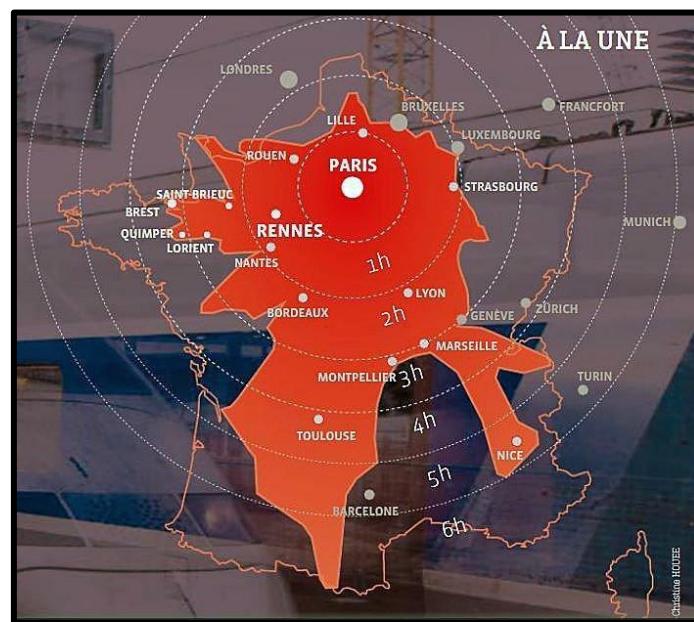 À LA UNE
LONDRES
FRANCFORT
BRUXELLES
LILLE
LUXEMBOURG
ROUEN
PARIS
SAINT-BRIEUC
STRASBOURG
BREST
RENNES
MUNICH
QUIMPER
LORIENT
NANTES
1h
LYON
BORDEAUX
2h
GENÈVE
ZÜRICH
MARSEILLE
MONTPELLIER
3h
TURIN
4h
TOULOUSE
NICE
5h
BARCELONE
6h
Christine HOUEE